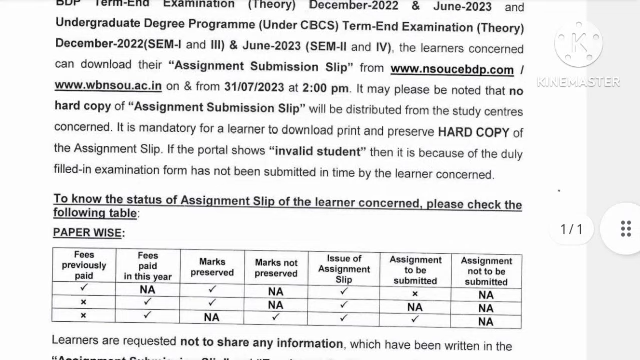 BDP Term-End Examination (Theory) December-2022 & June-2023 and
Undergraduate Degree Programme (Under CBCS) Term-End Examination (Theory)
December-2022(SEM-I and III) & June-2023 (SEM-II and IV), the learners concerned
can download their “Assignment Submission Slip” from www.nsoucebdp.com /
www.wbnsou.ac.in on & from 31/07/2023 at 2:00 pm. It may please be noted that no
hard copy of “Assignment Submission Slip” will be distributed from the study centres
concerned. It is mandatory for a learner to download print and preserve HARD COPY of
the Assignment Slip. If the portal shows “invalid student” then it is because of the duly
filled-in examination form has not been submitted in time by the learner concerned.
To know the status of Assignment Slip of the learner concerned, please check the
following table:
PAPER WISE:
Fees previously paid Fees paid in this year Marks preserved Marks not preserved Issue of Assignment Slip Assignment to be submitted Assignment not to be submitted
✓ NA ✓ NA ✓ × NA
× ✓ ✓ NA ✓ NA NA
× ✓ NA ✓ ✓ ✓ NA
Learners are requested not to share any information, which have been written in the
KINEMASTER
1/1